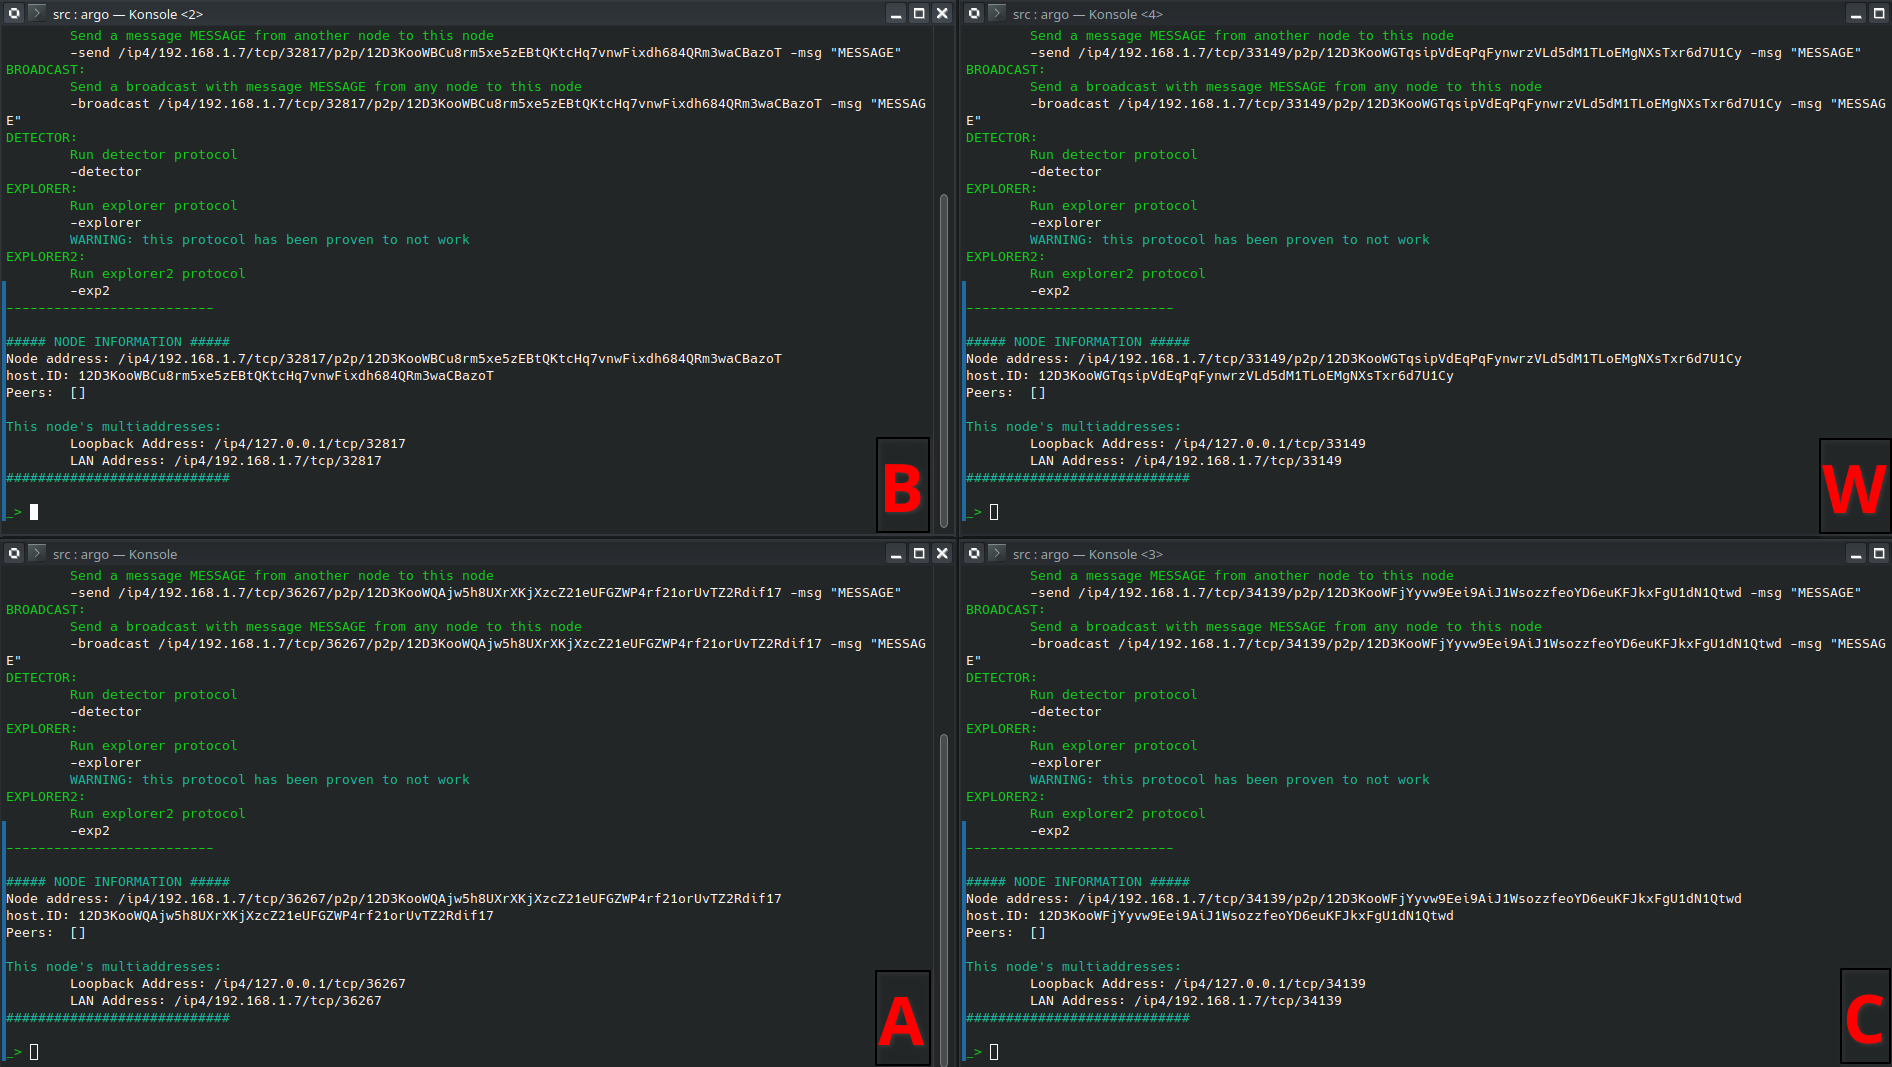 src : argo — Konsole <2>
Send a message MESSAGE from another node to this node
-send /ip4/192.168.1.7/tcp/32817/p2p/12D3KooWBCu8rm5xe5zEBtQKtcHq7vnwFixdh684QRm3waCBazoT -msg "MESSAGE"
BROADCAST:
Send a broadcast with message MESSAGE from any node to this node
-broadcast /ip4/192.168.1.7/tcp/32817/p2p/12D3KooWBCu8rm5xe5zEBtQKtcHq7vnwFixdh684QRm3waCBazoT -msg "MESSAG
E"
DETECTOR:
Run detector protocol
-detector
EXPLORER:
Run explorer protocol
-explorer
WARNING: this protocol has been proven to not work
EXPLORER2:
Run explorer2 protocol
-exp2
--------------------------
##### NODE INFORMATION #####
Node address: /ip4/192.168.1.7/tcp/32817/p2p/12D3KooWBCu8rm5xe5zEBtQKtcHq7vnwFixdh684QRm3waCBazoT
host.ID: 12D3KooWBCu8rm5xe5zEBtQKtcHq7vnwFixdh684QRm3waCBazoT
Peers:  []
This node's multiaddresses:
Loopback Address: /ip4/127.0.0.1/tcp/32817
LAN Address: /ip4/192.168.1.7/tcp/32817
############################
_>
B
src : argo — Konsole <4>
Send a message MESSAGE from another node to this node
-send /ip4/192.168.1.7/tcp/33149/p2p/12D3KooWGTqsipVdEqPqFynwrzVLd5dM1TLoEMgNXsTxr6d7U1Cy -msg "MESSAGE"
BROADCAST:
Send a broadcast with message MESSAGE from any node to this node
-broadcast /ip4/192.168.1.7/tcp/33149/p2p/12D3KooWGTqsipVdEqPqFynwrzVLd5dM1TLoEMgNXsTxr6d7U1Cy -msg "MESSAG
E"
DETECTOR:
Run detector protocol
-detector
EXPLORER:
Run explorer protocol
-explorer
WARNING: this protocol has been proven to not work
EXPLORER2:
Run explorer2 protocol
-exp2
--------------------------
##### NODE INFORMATION #####
Node address: /ip4/192.168.1.7/tcp/33149/p2p/12D3KooWGTqsipVdEqPqFynwrzVLd5dM1TLoEMgNXsTxr6d7U1Cy
host.ID: 12D3KooWGTqsipVdEqPqFynwrzVLd5dM1TLoEMgNXsTxr6d7U1Cy
Peers:  []
This node's multiaddresses:
Loopback Address: /ip4/127.0.0.1/tcp/33149
LAN Address: /ip4/192.168.1.7/tcp/33149
############################
_>
W
src : argo — Konsole
Send a message MESSAGE from another node to this node
-send /ip4/192.168.1.7/tcp/36267/p2p/12D3KooWQAjw5h8UXrXKjXzcZ21eUFGZWP4rf21orUvTZ2Rdif17 -msg "MESSAGE"
BROADCAST:
Send a broadcast with message MESSAGE from any node to this node
-broadcast /ip4/192.168.1.7/tcp/36267/p2p/12D3KooWQAjw5h8UXrXKjXzcZ21eUFGZWP4rf21orUvTZ2Rdif17 -msg "MESSAG
E"
DETECTOR:
Run detector protocol
-detector
EXPLORER:
Run explorer protocol
-explorer
WARNING: this protocol has been proven to not work
EXPLORER2:
Run explorer2 protocol
-exp2
--------------------------
##### NODE INFORMATION #####
Node address: /ip4/192.168.1.7/tcp/36267/p2p/12D3KooWQAjw5h8UXrXKjXzcZ21eUFGZWP4rf21orUvTZ2Rdif17
host.ID: 12D3KooWQAjw5h8UXrXKjXzcZ21eUFGZWP4rf21orUvTZ2Rdif17
Peers:  []
This node's multiaddresses:
Loopback Address: /ip4/127.0.0.1/tcp/36267
LAN Address: /ip4/192.168.1.7/tcp/36267
############################
_>
A
src : argo — Konsole <3>
Send a message MESSAGE from another node to this node
-send /ip4/192.168.1.7/tcp/34139/p2p/12D3KooWFjYyvw9Eei9AiJ1WsozzfeoYD6euKFJkxFgU1dN1Qtwd -msg "MESSAGE"
BROADCAST:
Send a broadcast with message MESSAGE from any node to this node
-broadcast /ip4/192.168.1.7/tcp/34139/p2p/12D3KooWFjYyvw9Eei9AiJ1WsozzfeoYD6euKFJkxFgU1dN1Qtwd -msg "MESSAG
E"
DETECTOR:
Run detector protocol
-detector
EXPLORER:
Run explorer protocol
-explorer
WARNING: this protocol has been proven to not work
EXPLORER2:
Run explorer2 protocol
-exp2
--------------------------
##### NODE INFORMATION #####
Node address: /ip4/192.168.1.7/tcp/34139/p2p/12D3KooWFjYyvw9Eei9AiJ1WsozzfeoYD6euKFJkxFgU1dN1Qtwd
host.ID: 12D3KooWFjYyvw9Eei9AiJ1WsozzfeoYD6euKFJkxFgU1dN1Qtwd
Peers:  []
This node's multiaddresses:
Loopback Address: /ip4/127.0.0.1/tcp/34139
LAN Address: /ip4/192.168.1.7/tcp/34139
############################
_>
C